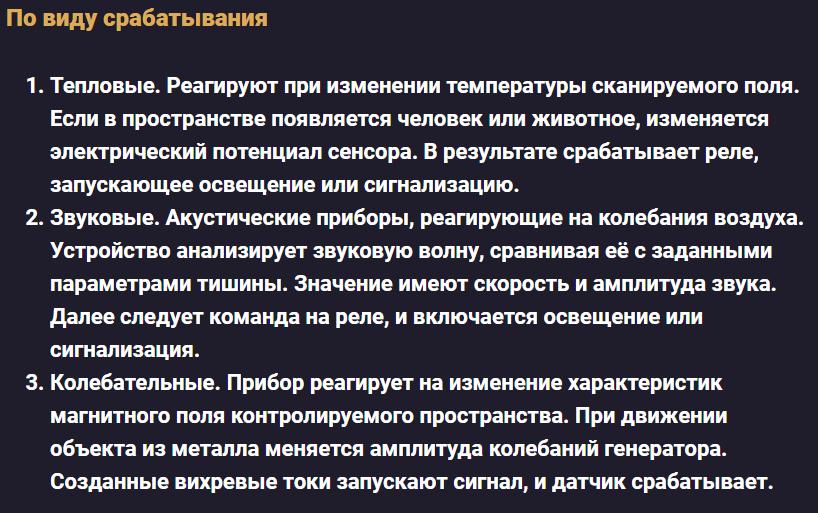 По виду срабатывания
1. Тепловые. Реагируют при изменении температуры сканируемого поля.
Если в пространстве появляется человек или животное, изменяется
электрический потенциал сенсора. В результате срабатывает реле,
запускающее освещение или сигнализацию.
2. Звуковые. Акустические приборы, реагирующие на колебания воздуха.
Устройство анализирует звуковую волну, сравнивая её с заданными
параметрами тишины. Значение имеют скорость и амплитуда звука.
Далее следует команда на реле, и включается освещение или
сигнализация.
3. Колебательные. Прибор реагирует на изменение характеристик
магнитного поля контролируемого пространства. При движении
объекта из металла меняется амплитуда колебаний генератора.
Созданные вихревые токи запускают сигнал, и датчик срабатывает.